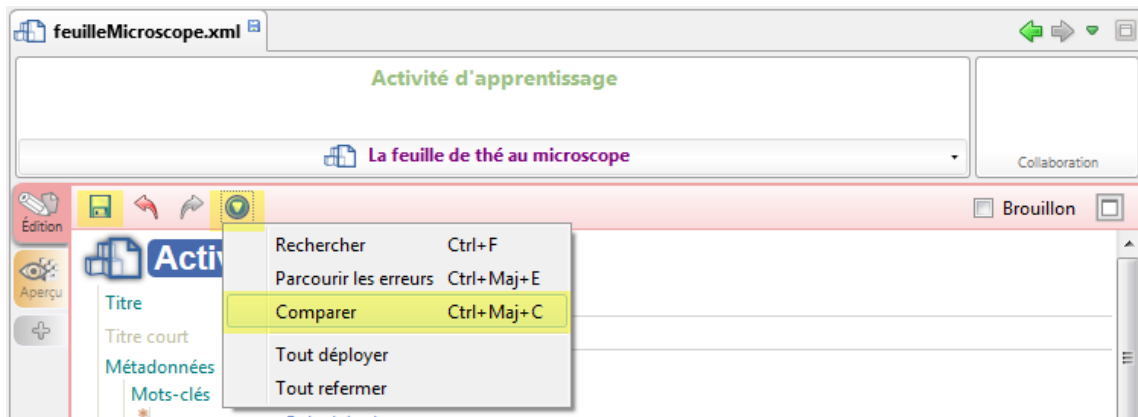 feuilleMicroscope.xml
Activité d'apprentissage
La feuille de thé au microscope
Collaboration
Édition
Brouillon
Rechercher Ctrl+F
Acti
Parcourir les erreurs Ctrl+Maj+E
Aperçu
Titre
Comparer Ctrl+Maj+C
Titre court
Tout déployer
Métadonnées
Tout refermer
Mots-clés